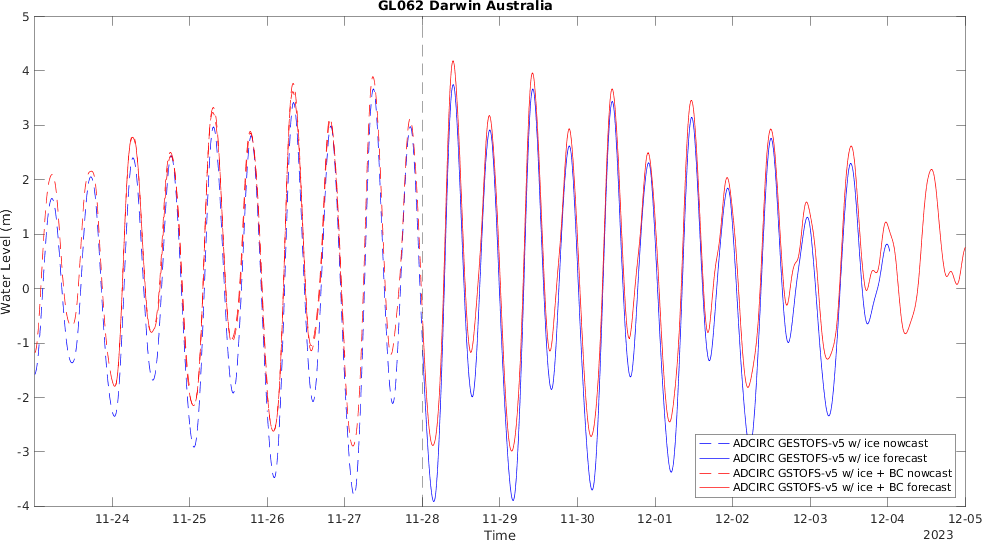 GL062 Darwin Australia
5
4
3
2
1
0
-1
-2
-3
-4
Water Level (m)
ADCIRC GESTOFS-v5 w/ ice nowcast
ADCIRC GESTOFS-v5 w/ ice forecast
ADCIRC GSTOFS-v5 w/ ice + BC nowcast
ADCIRC GSTOFS-v5 w/ ice + BC forecast
11-24 11-25 11-26 11-27 11-28 11-29 11-30 12-01 12-02 12-03 12-04 12-05
Time
2023